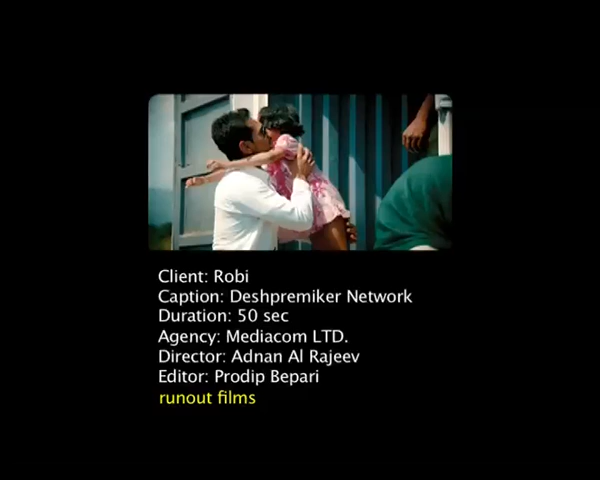 Client: Robi
Caption: Deshpremiker Network
Duration: 50 sec
Agency: Mediacom LTD.
Director: Adnan Al Rajeev
Editor: Prodip Bepari
runout films